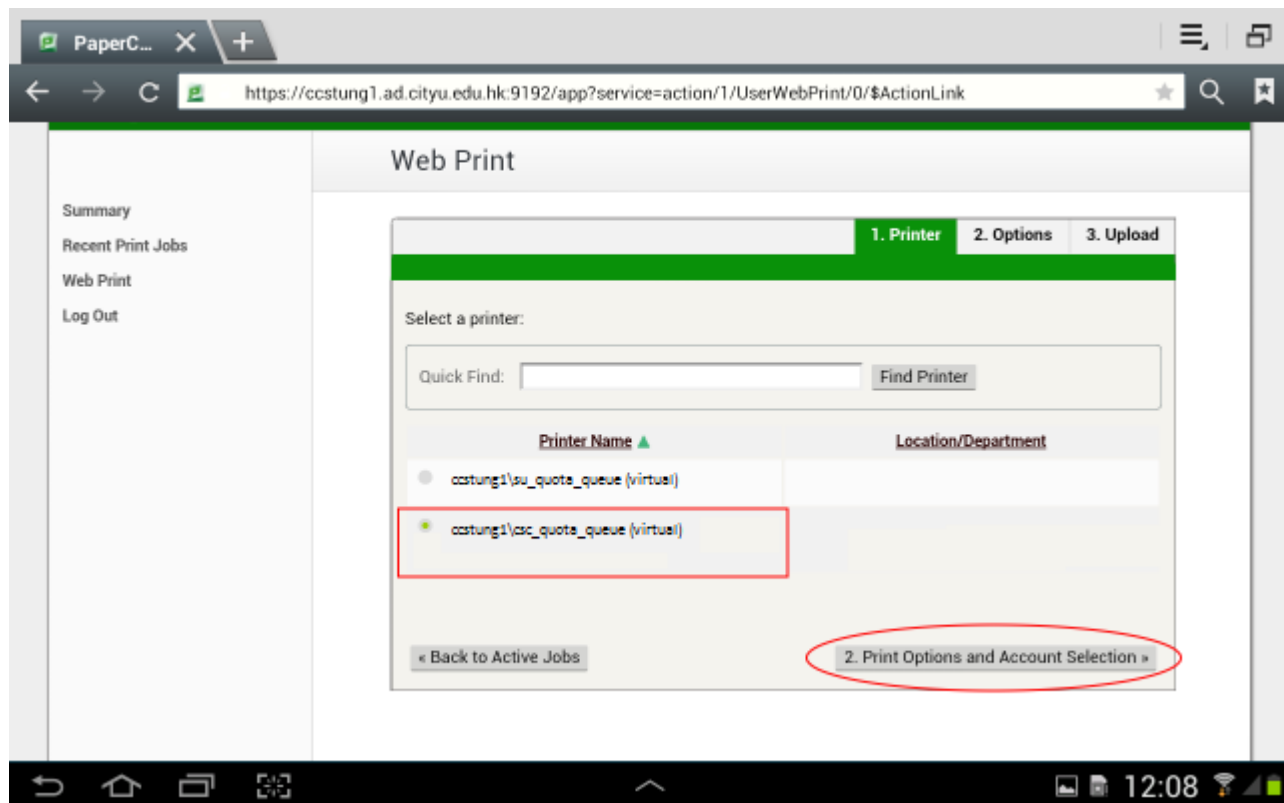 PaperC...
https://ccstung1.ad.cityu.edu.hk:9192/app?service=action/1/UserWebPrint/0/$ActionLink
Web Print
Summary
Recent Print Jobs
Web Print
Log Out
1. Printer 2. Options 3. Upload
Select a printer:
Quick Find: Find Printer
Printer Name ▲ Location/Department
ccstung1\su_quota_queue (virtual)
ccstung1\csc_quota_queue (virtual)
« Back to Active Jobs 2. Print Options and Account Selection »
12:08